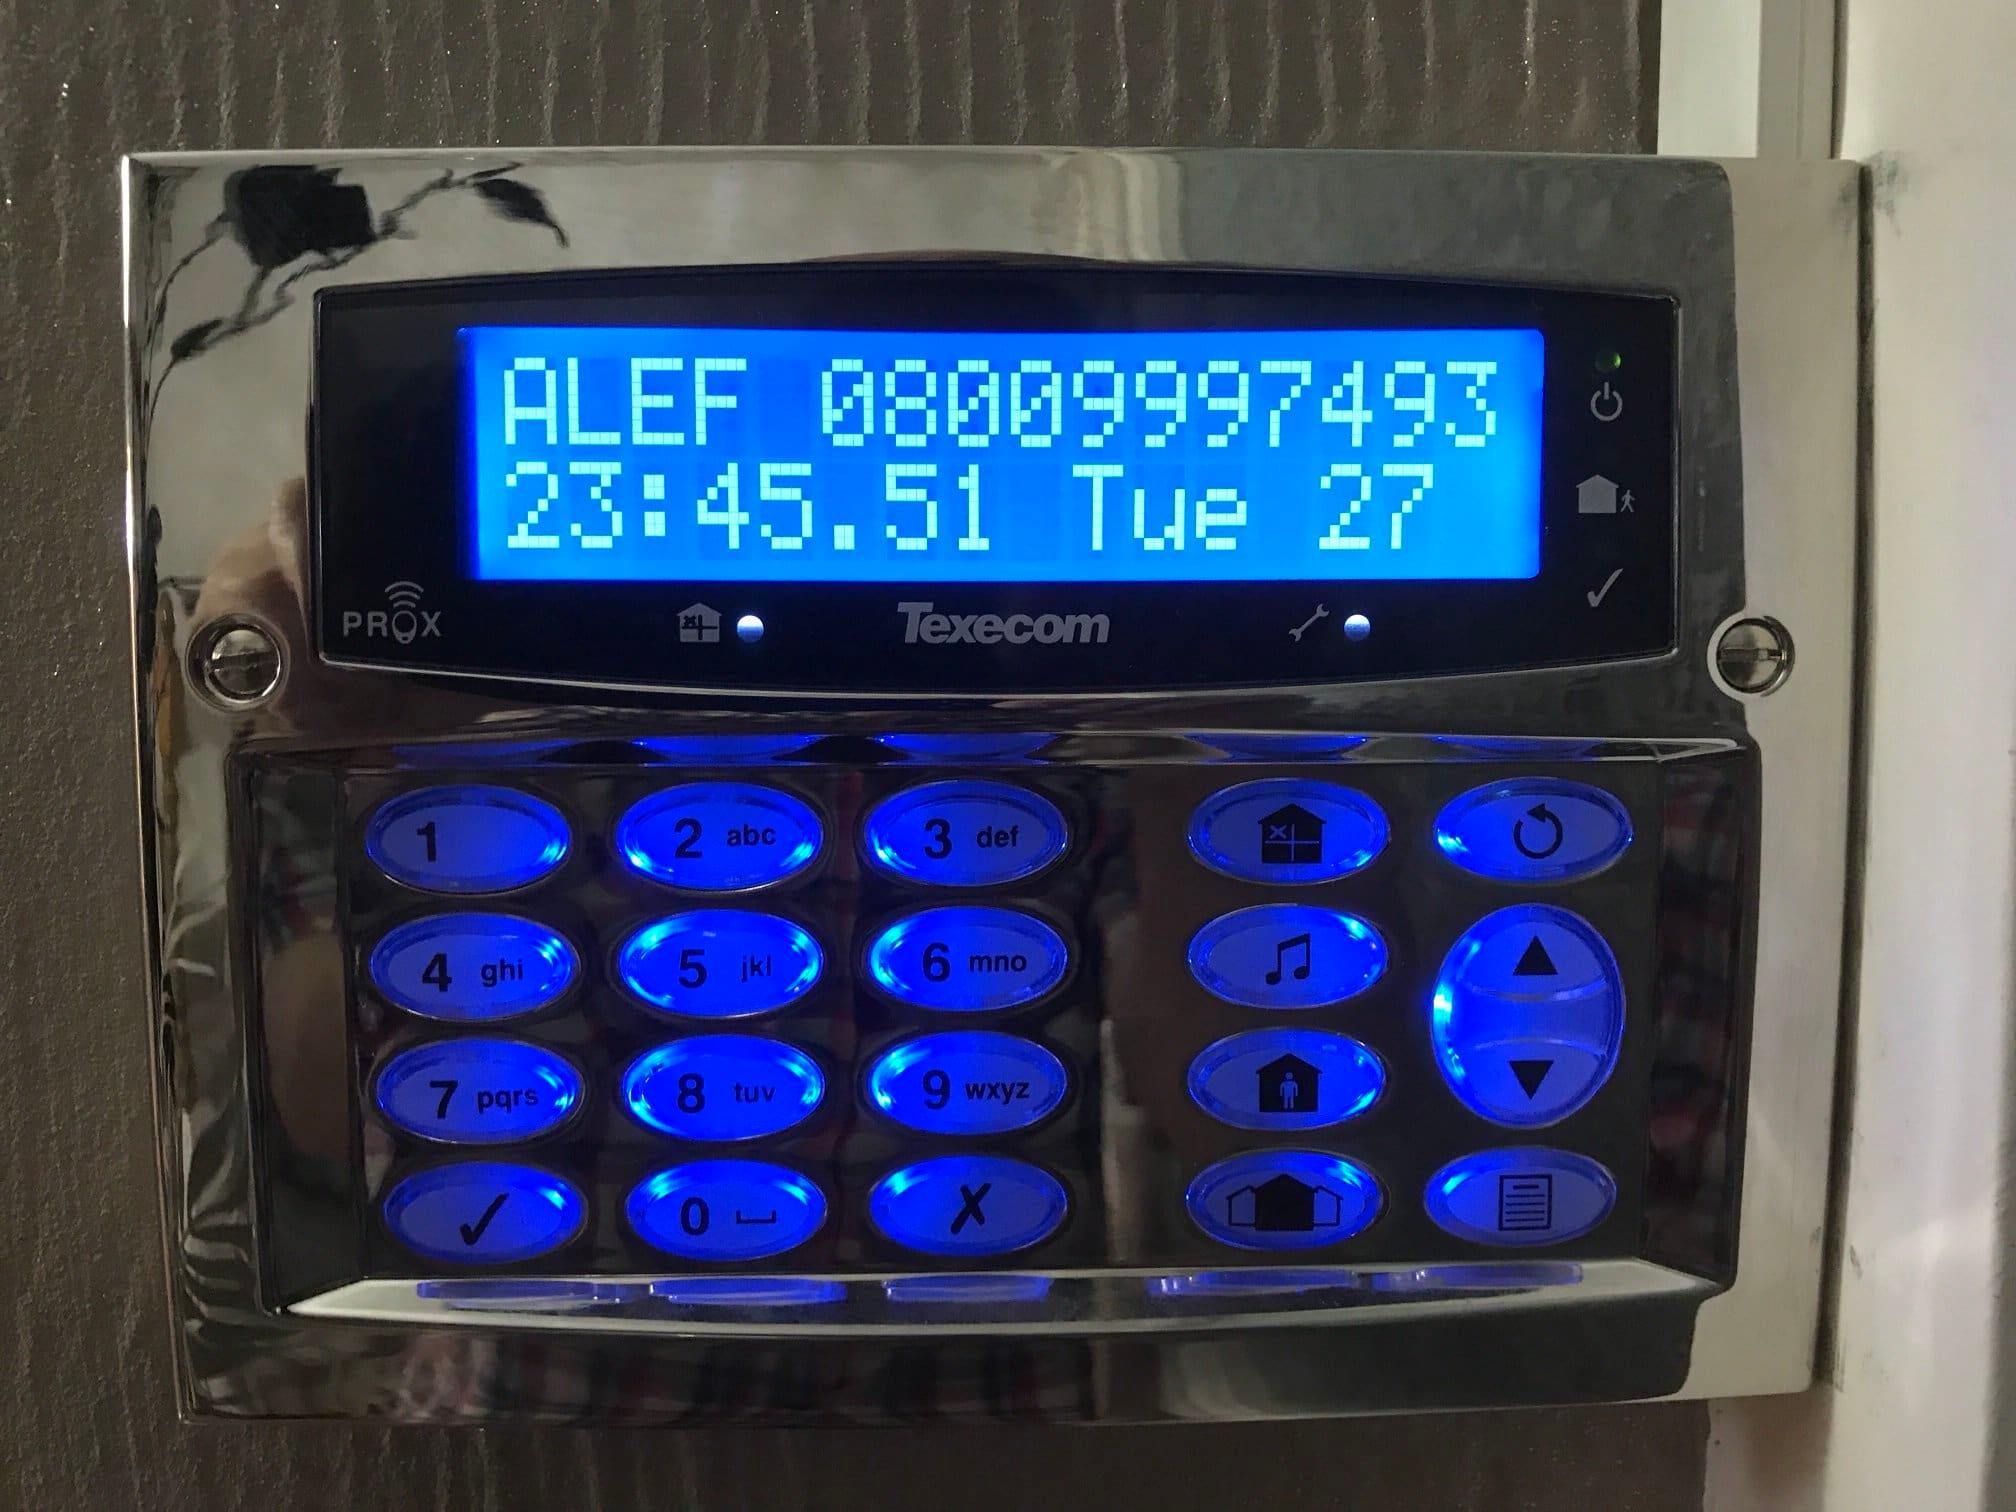 ALEF 08009997493
23:45.51 Tue 27
PROX
Texecom
1
2 abc
3 def
4 ghi
5 jkl
6 mno
7 pqrs
8 tuv
9 wxyz
0